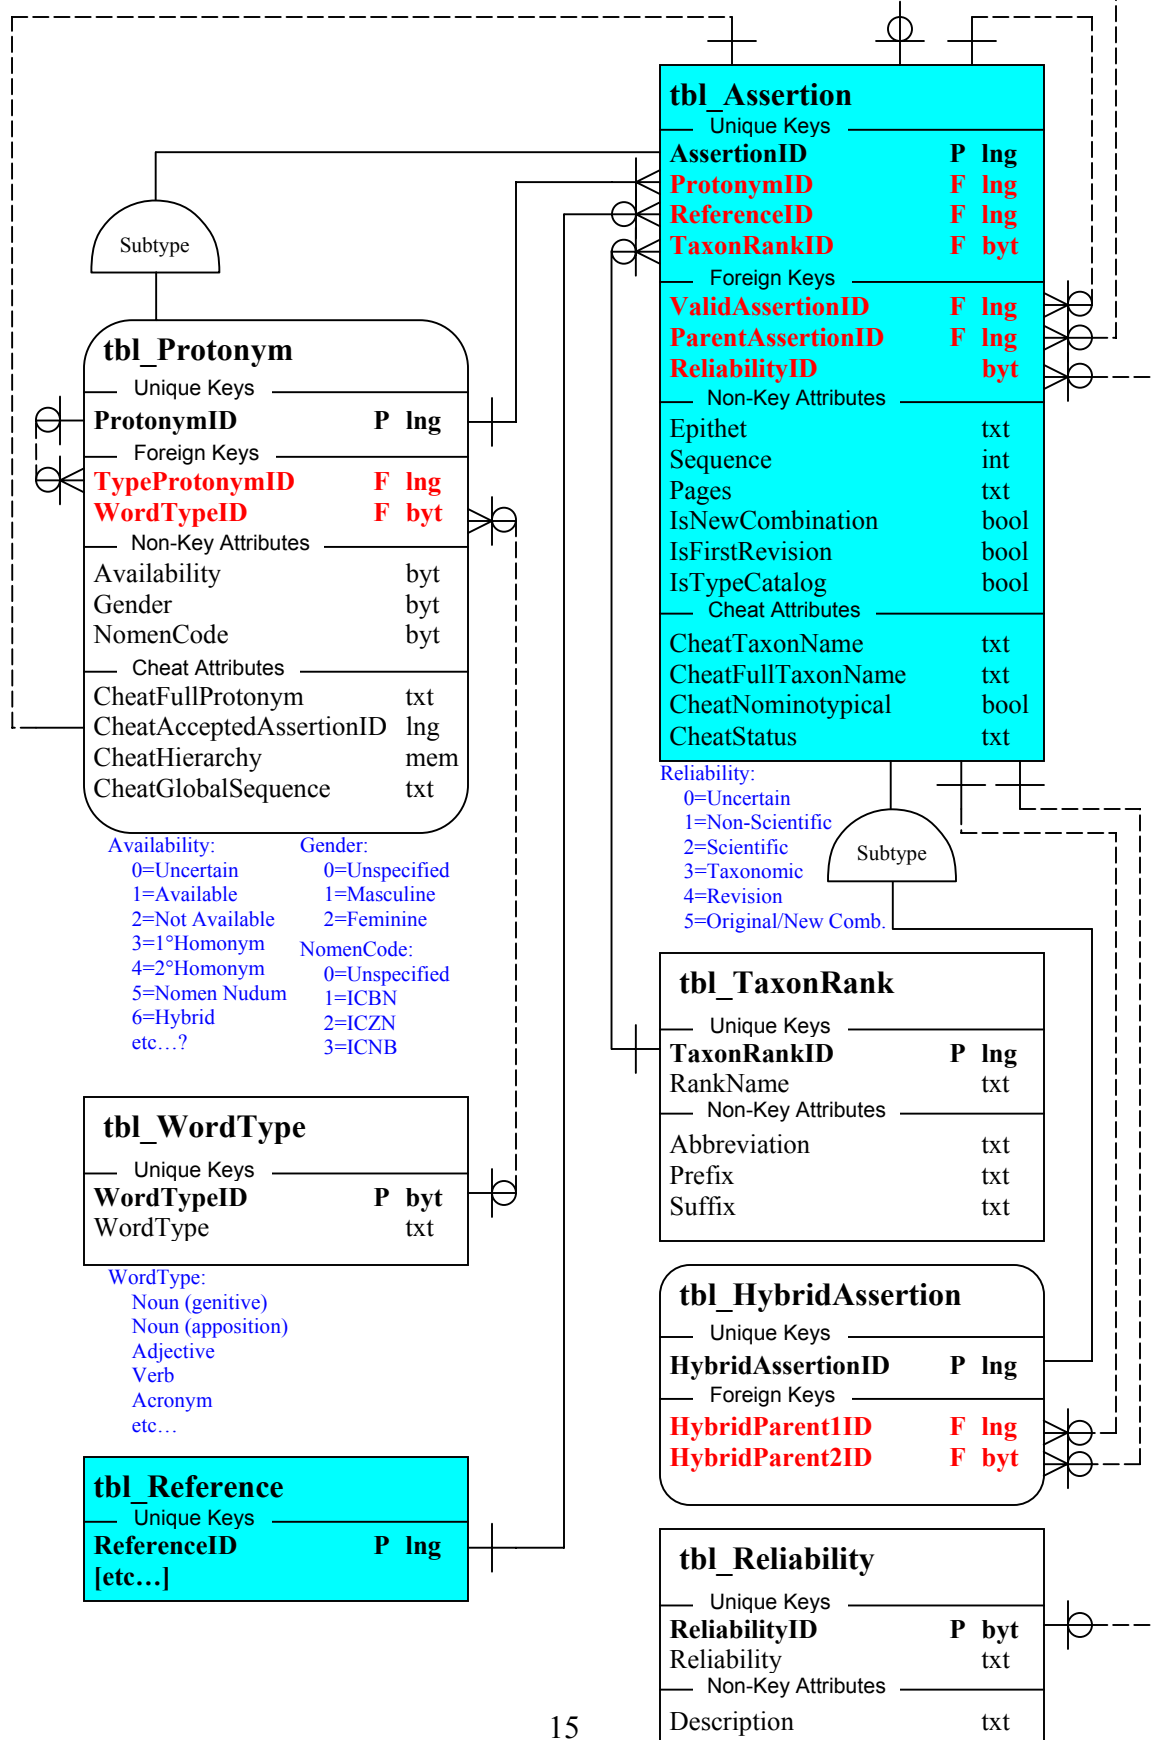 tbl_Assertion
Unique Keys
AssertionID P lng
ProtonymID F lng
ReferenceID F lng
TaxonRankID F byt
Foreign Keys
ValidAssertionID F lng
ParentAssertionID F lng
ReliabilityID byt
Non-Key Attributes
Epithet txt
Sequence int
Pages txt
IsNewCombination bool
IsFirstRevision bool
IsTypeCatalog bool
Cheat Attributes
CheatTaxonName txt
CheatFullTaxonName txt
CheatNominotypical bool
CheatStatus txt
Reliability:
0=Uncertain
1=Non-Scientific
2=Scientific
3=Taxonomic
4=Revision
5=Original/New Comb.
Subtype
Subtype
tbl_Protonym
Unique Keys
ProtonymID P lng
Foreign Keys
TypeProtonymID F lng
WordTypeID F byt
Non-Key Attributes
Availability byt
Gender byt
NomenCode byt
Cheat Attributes
CheatFullProtonym txt
CheatAcceptedAssertionID lng
CheatHierarchy mem
CheatGlobalSequence txt
Availability:
0=Uncertain
1=Available
2=Not Available
3=1°Homonym
4=2°Homonym
5=Nomen Nudum
6=Hybrid
etc…?
Gender:
0=Unspecified
1=Masculine
2=Feminine
NomenCode:
0=Unspecified
1=ICBN
2=ICZN
3=ICNB
tbl_TaxonRank
Unique Keys
TaxonRankID P lng
RankName txt
Non-Key Attributes
Abbreviation txt
Prefix txt
Suffix txt
tbl_WordType
Unique Keys
WordTypeID P byt
WordType txt
WordType:
Noun (genitive)
Noun (apposition)
Adjective
Verb
Acronym
etc…
tbl_HybridAssertion
Unique Keys
HybridAssertionID P lng
Foreign Keys
HybridParent1ID F lng
HybridParent2ID F byt
tbl_Reference
Unique Keys
ReferenceID P lng
[etc…]
tbl_Reliability
Unique Keys
ReliabilityID P byt
Reliability txt
Non-Key Attributes
Description txt
15